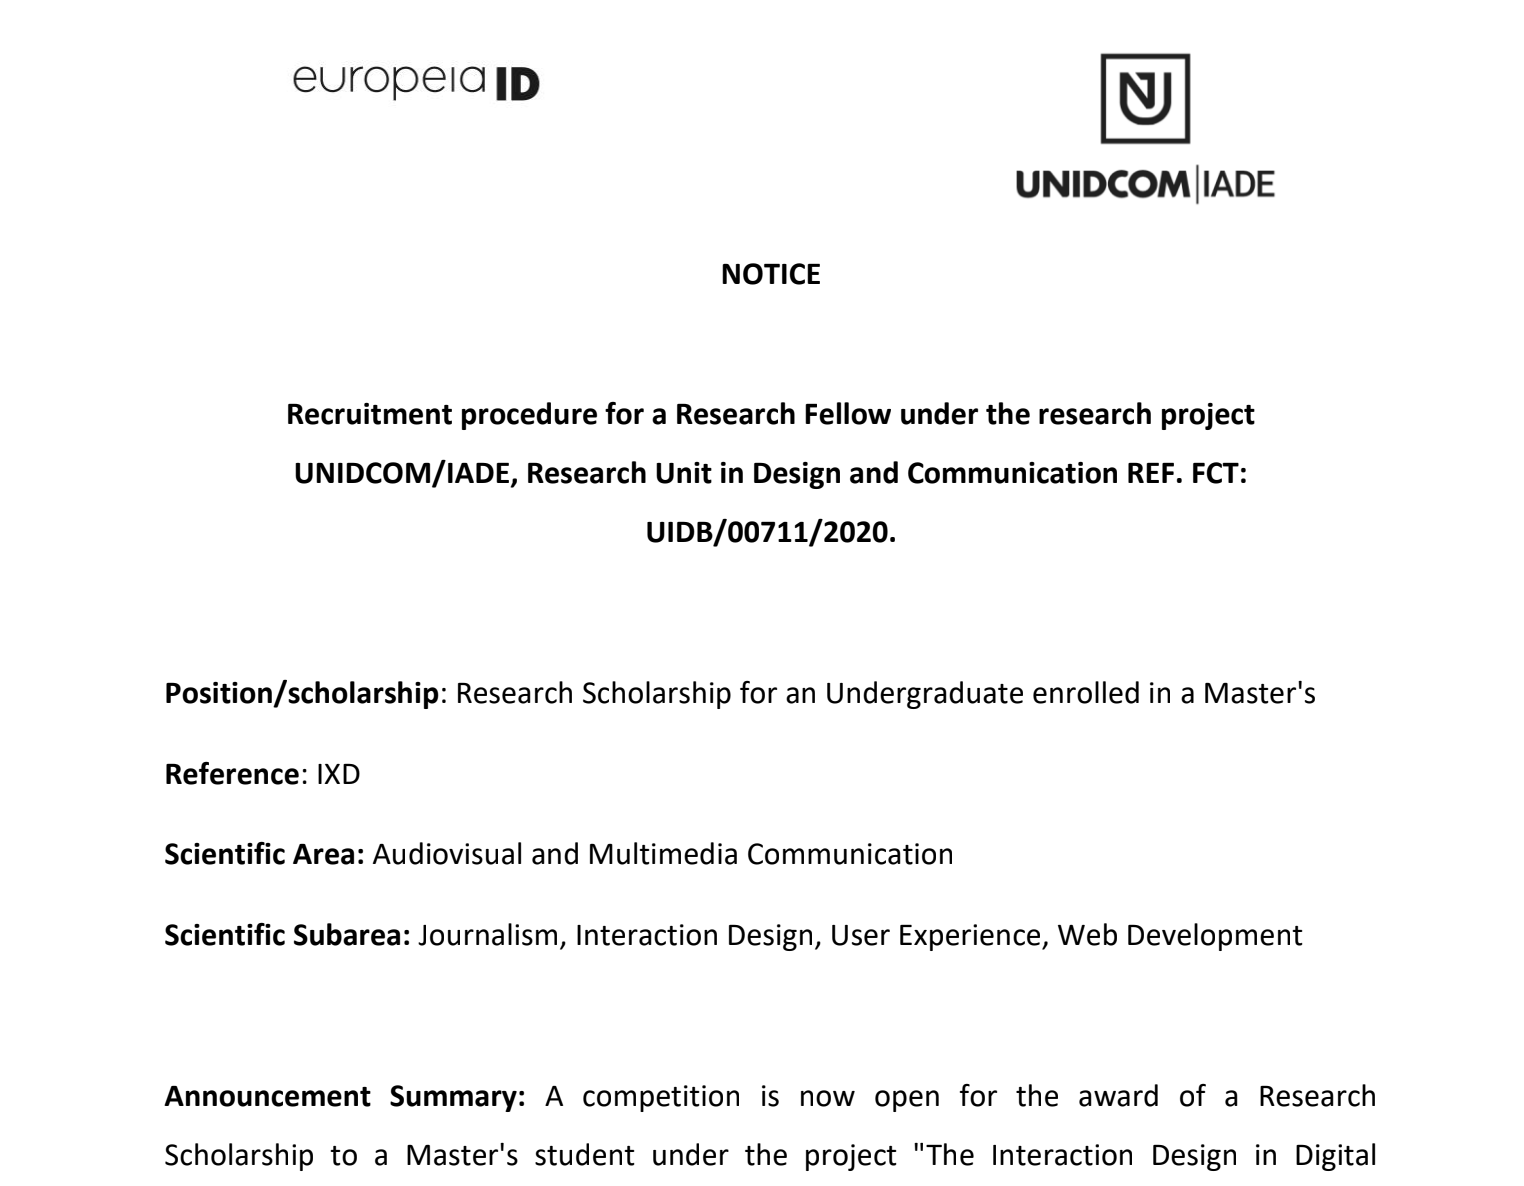 europeia ID
UNIDCOM|IADE
NOTICE
Recruitment procedure for a Research Fellow under the research project
UNIDCOM/IADE, Research Unit in Design and Communication REF. FCT:
UIDB/00711/2020.
Position/scholarship: Research Scholarship for an Undergraduate enrolled in a Master's
Reference: IXD
Scientific Area: Audiovisual and Multimedia Communication
Scientific Subarea: Journalism, Interaction Design, User Experience, Web Development
Announcement Summary: A competition is now open for the award of a Research
Scholarship to a Master's student under the project "The Interaction Design in Digital